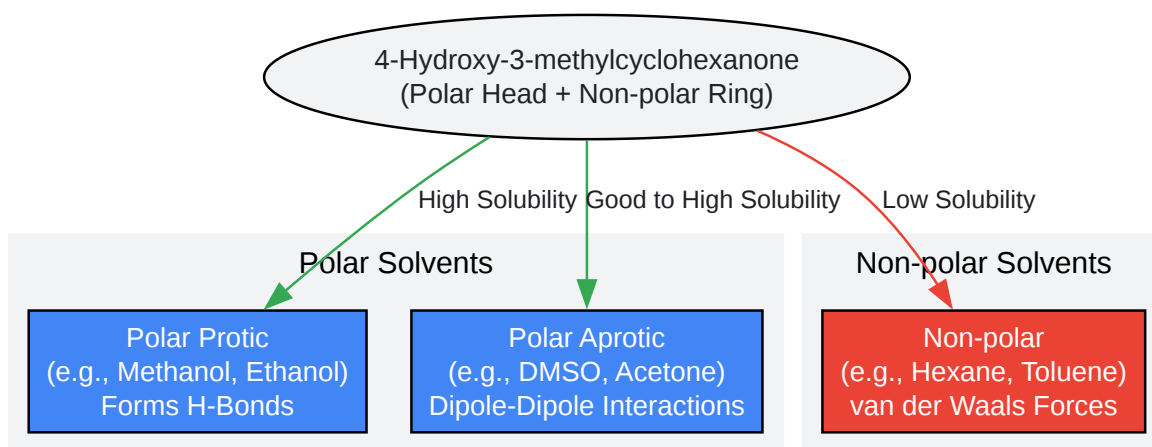 4-Hydroxy-3-methylcyclohexanone
(Polar Head + Non-polar Ring)
High Solubility
Good to High Solubility
Low Solubility
Polar Solvents
Non-polar Solvents
Polar Protic
(e.g., Methanol, Ethanol)
Forms H-Bonds
Polar Aprotic
(e.g., DMSO, Acetone)
Dipole-Dipole Interactions
Non-polar
(e.g., Hexane, Toluene)
van der Waals Forces